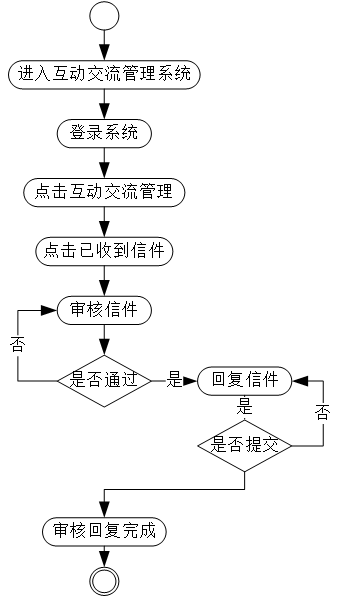 进入互动交流管理系统
登录系统
点击互动交流管理
点击已收到信件
审核信件
否
是否通过
是
回复信件
是
否
是否提交
审核回复完成